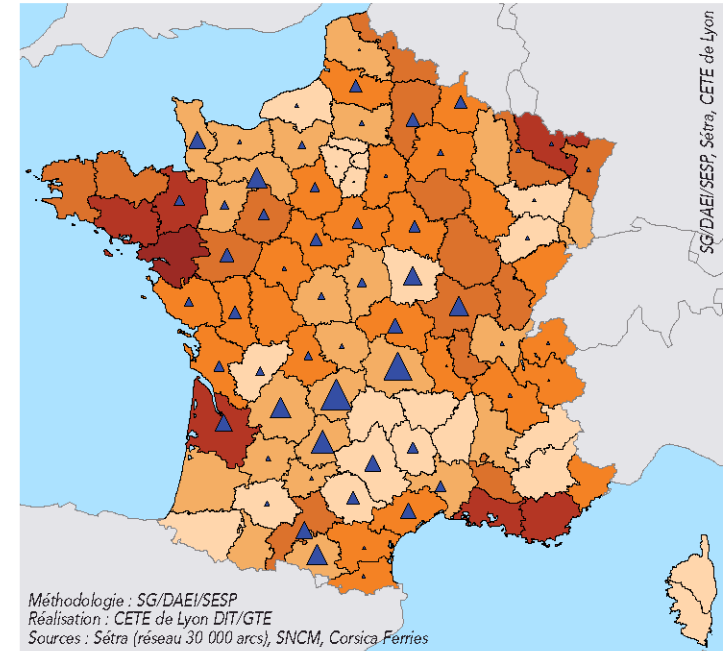 SG/DAEI/SESP, Sétra, CETE de Lyon
Méthodologie : SG/DAEI/SESP
Réalisation : CETE de Lyon DIT/GTE
Sources : Sétra (réseau 30 000 arcs), SNCM, Corsica Ferries